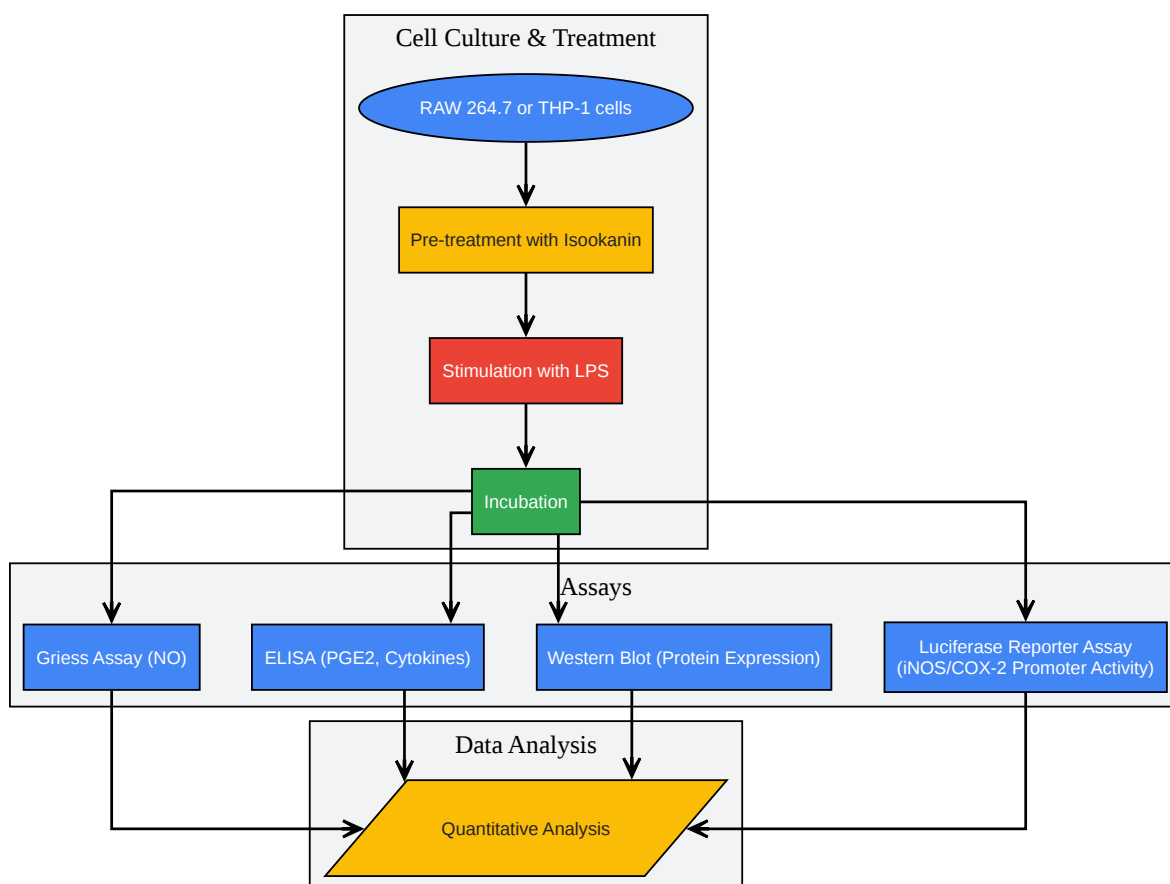 Cell Culture & Treatment
RAW 264.7 or THP-1 cells
Pre-treatment with Isookanin
Stimulation with LPS
Incubation
Assays
Griess Assay (NO)
ELISA (PGE2, Cytokines)
Western Blot (Protein Expression)
Luciferase Reporter Assay
(iNOS/COX-2 Promoter Activity)
Data Analysis
Quantitative Analysis